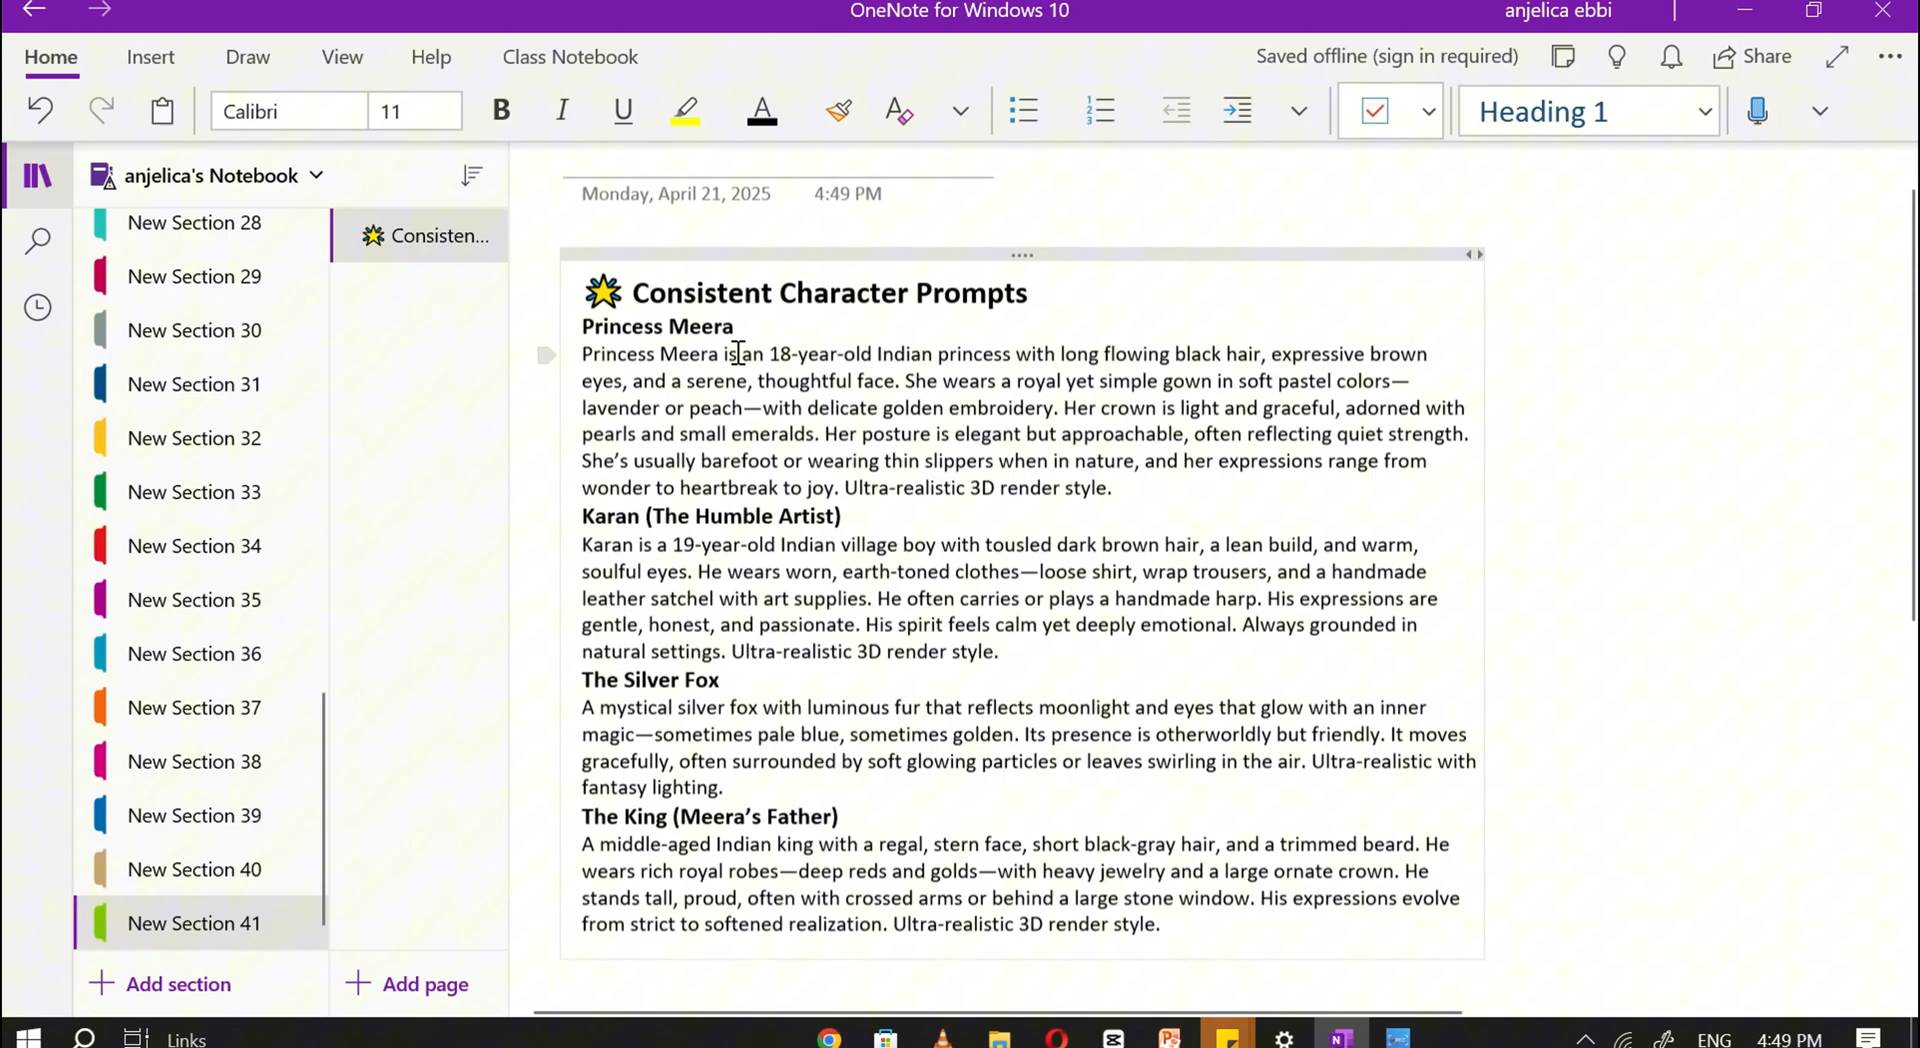 OneNote for Windows 10
anjelica ebbi
Home Insert Draw View Help Class Notebook
Saved offline (sign in required)
Share
Calibri 11
B I U A
Heading 1
anjelica's Notebook
New Section 28
New Section 29
New Section 30
New Section 31
New Section 32
New Section 33
New Section 34
New Section 35
New Section 36
New Section 37
New Section 38
New Section 39
New Section 40
New Section 41
Add section
Consisten...
Add page
Monday, April 21, 2025 4:49 PM
Consistent Character Prompts
Princess Meera
Princess Meera is an 18-year-old Indian princess with long flowing black hair, expressive brown
eyes, and a serene, thoughtful face. She wears a royal yet simple gown in soft pastel colors—
lavender or peach—with delicate golden embroidery. Her crown is light and graceful, adorned with
pearls and small emeralds. Her posture is elegant but approachable, often reflecting quiet strength.
She’s usually barefoot or wearing thin slippers when in nature, and her expressions range from
wonder to heartbreak to joy. Ultra-realistic 3D render style.
Karan (The Humble Artist)
Karan is a 19-year-old Indian village boy with tousled dark brown hair, a lean build, and warm,
soulful eyes. He wears worn, earth-toned clothes—loose shirt, wrap trousers, and a handmade
leather satchel with art supplies. He often carries or plays a handmade harp. His expressions are
gentle, honest, and passionate. His spirit feels calm yet deeply emotional. Always grounded in
natural settings. Ultra-realistic 3D render style.
The Silver Fox
A mystical silver fox with luminous fur that reflects moonlight and eyes that glow with an inner
magic—sometimes pale blue, sometimes golden. Its presence is otherworldly but friendly. It moves
gracefully, often surrounded by soft glowing particles or leaves swirling in the air. Ultra-realistic with
fantasy lighting.
The King (Meera’s Father)
A middle-aged Indian king with a regal, stern face, short black-gray hair, and a trimmed beard. He
wears rich royal robes—deep reds and golds—with heavy jewelry and a large ornate crown. He
stands tall, proud, often with crossed arms or behind a large stone window. His expressions evolve
from strict to softened realization. Ultra-realistic 3D render style.
Links
ENG 4:49 PM